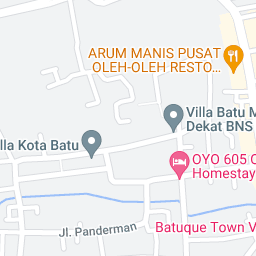 ARUM MANIS PUSAT
OLEH-OLEH RESTO...
Villa Batu M
Dekat BNS
lla Kota Batu
OYO 605 O
Homestay
Jl. Panderman
Batuque Town V